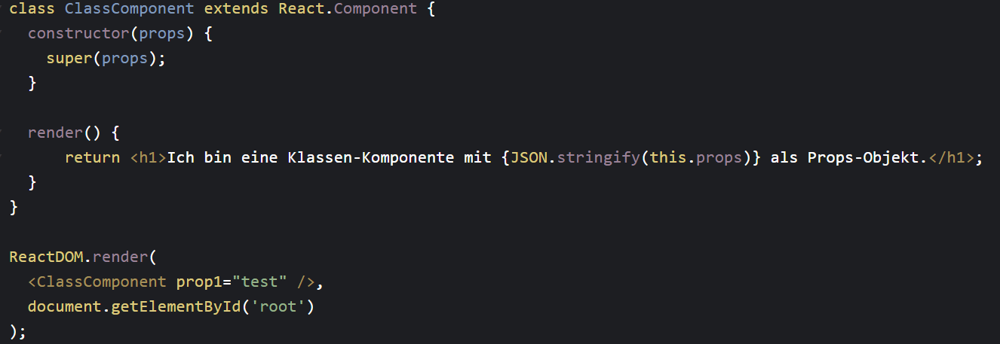 class ClassComponent extends React.Component {
  constructor(props) {
    super(props);
  }

  render() {
      return <h1>Ich bin eine Klassen-Komponente mit {JSON.stringify(this.props)} als Props-Objekt.</h1>;
  }
}

ReactDOM.render(
  <ClassComponent prop1="test" />,
  document.getElementById('root')
);